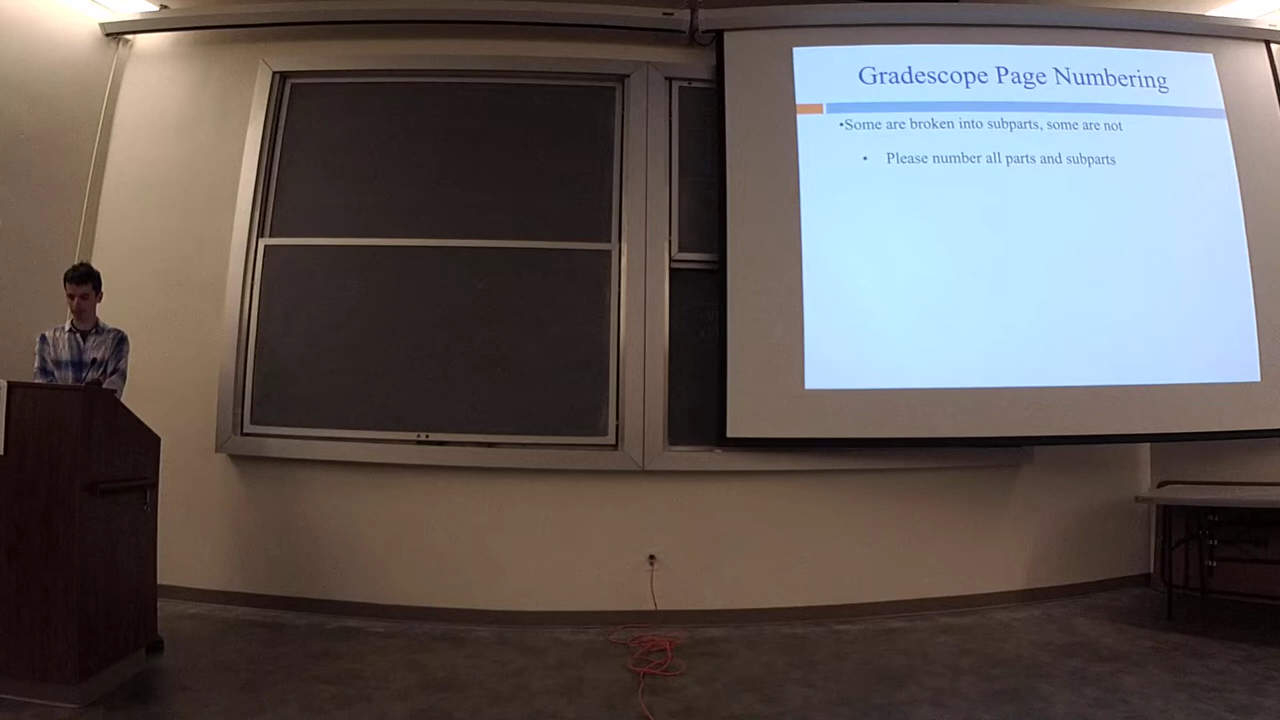 Gradescope Page Numbering
•Some are broken into subparts, some are not
• Please number all parts and subparts